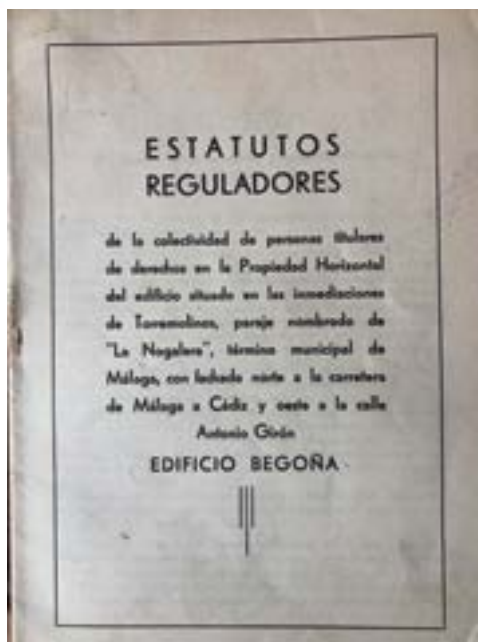 ESTATUTOS
REGULADORES
de la colectividad de personas titulares
de derechos en la Propiedad Horizontal
del edificio situado en las inmediaciones
de Torremolinos, paraje nombrado de
"La Nogalera", término municipal de
Málaga, con fachada norte a la carretera
de Málaga a Cádiz y oeste a la calle
Antonio Girón
EDIFICIO BEGOÑA